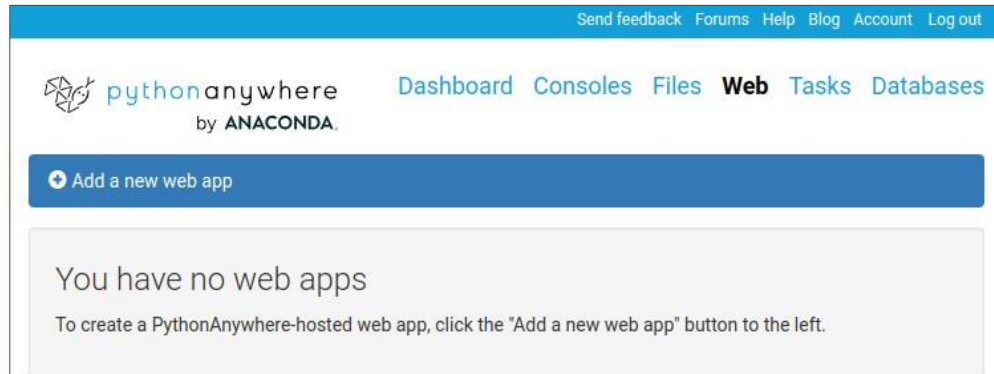 Send feedback Forums Help Blog Account Log out
pythonanywhere
by ANACONDA.
Dashboard Consoles Files Web Tasks Databases
Add a new web app
You have no web apps
To create a PythonAnywhere-hosted web app, click the "Add a new web app" button to the left.